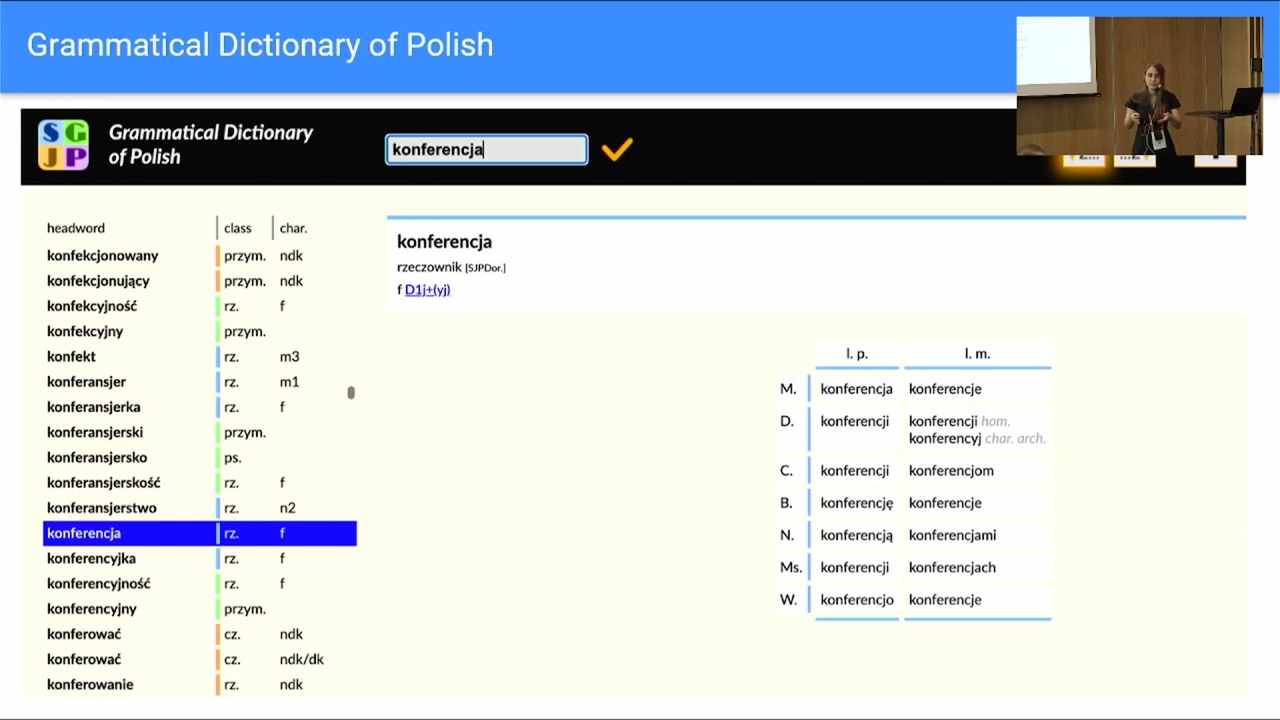 Grammatical Dictionary of Polish
S G
J P
Grammatical Dictionary
of Polish
konferencja
headword class char.
konfekcjonowany przym. ndk
konfekcjonujący przym. ndk
konfekcyjność rz. f
konfekcyjny przym.
konfekt rz. m3
konferansjer rz. m1
konferansjerka rz. f
konferansjerski przym.
konferansjersko ps.
konferansjerskość rz. f
konferansjerstwo rz. n2
konferencja rz. f
konferencyjka rz. f
konferencyjność rz. f
konferencyjny przym.
konferować cz. ndk
konferować cz. ndk/dk
konferowanie rz. ndk
konferencja
rzeczownik [SJPDor.]
f D1j+(yj)
l. p. l. m.
M. konferencja konferencje
D. konferencji konferencji hom.
konferencyj char. arch.
C. konferencji konferencjom
B. konferencję konferencje
N. konferencją konferencjami
Ms. konferencji konferencjach
W. konferencjo konferencje